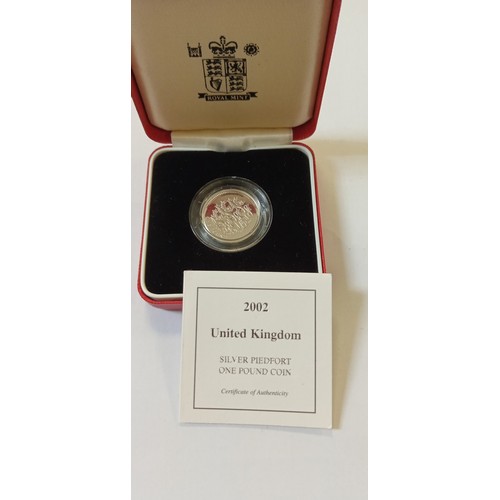 ROYAL MINT
2002
United Kingdom
SILVER PIEDFORT
ONE POUND COIN
Certificate of Authenticity